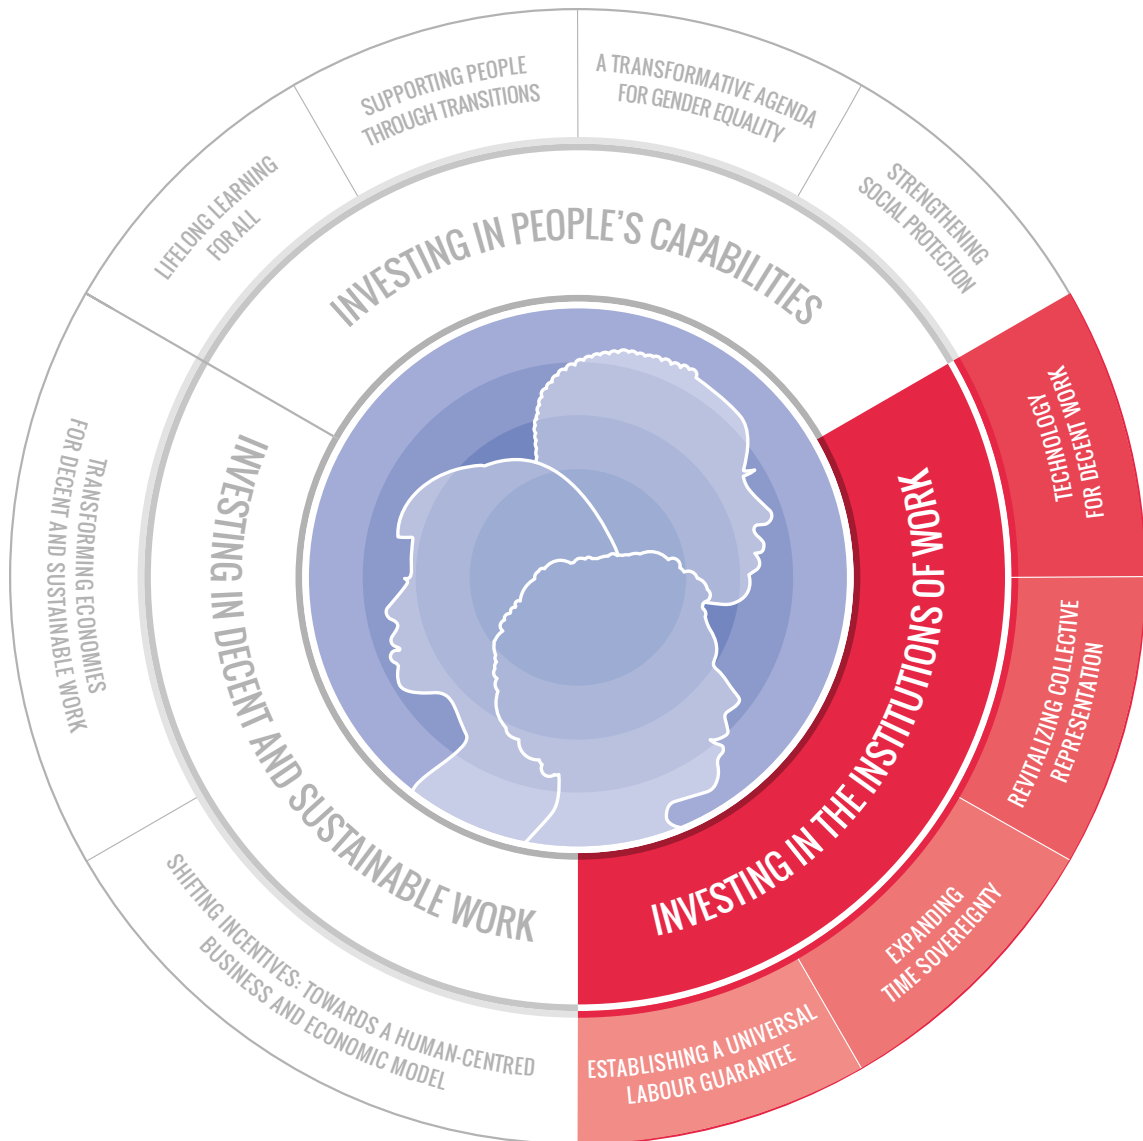 LIFELONG LEARNING
FOR ALL
SUPPORTING PEOPLE
THROUGH TRANSITIONS
A TRANSFORMATIVE AGENDA
FOR GENDER EQUALITY
STRENGTHENING
SOCIAL PROTECTION
INVESTING IN PEOPLE'S CAPABILITIES
TECHNOLOGY
FOR DECENT WORK
REVITALIZING COLLECTIVE
REPRESENTATION
EXPANDING
TIME SOVEREIGNTY
ESTABLISHING A UNIVERSAL
LABOUR GUARANTEE
INVESTING IN THE INSTITUTIONS OF WORK
TRANSFORMING ECONOMIES
FOR DECENT AND SUSTAINABLE WORK
SHIFTING INCENTIVES: TOWARDS A HUMAN-CENTRED
BUSINESS AND ECONOMIC MODEL
INVESTING IN DECENT AND SUSTAINABLE WORK